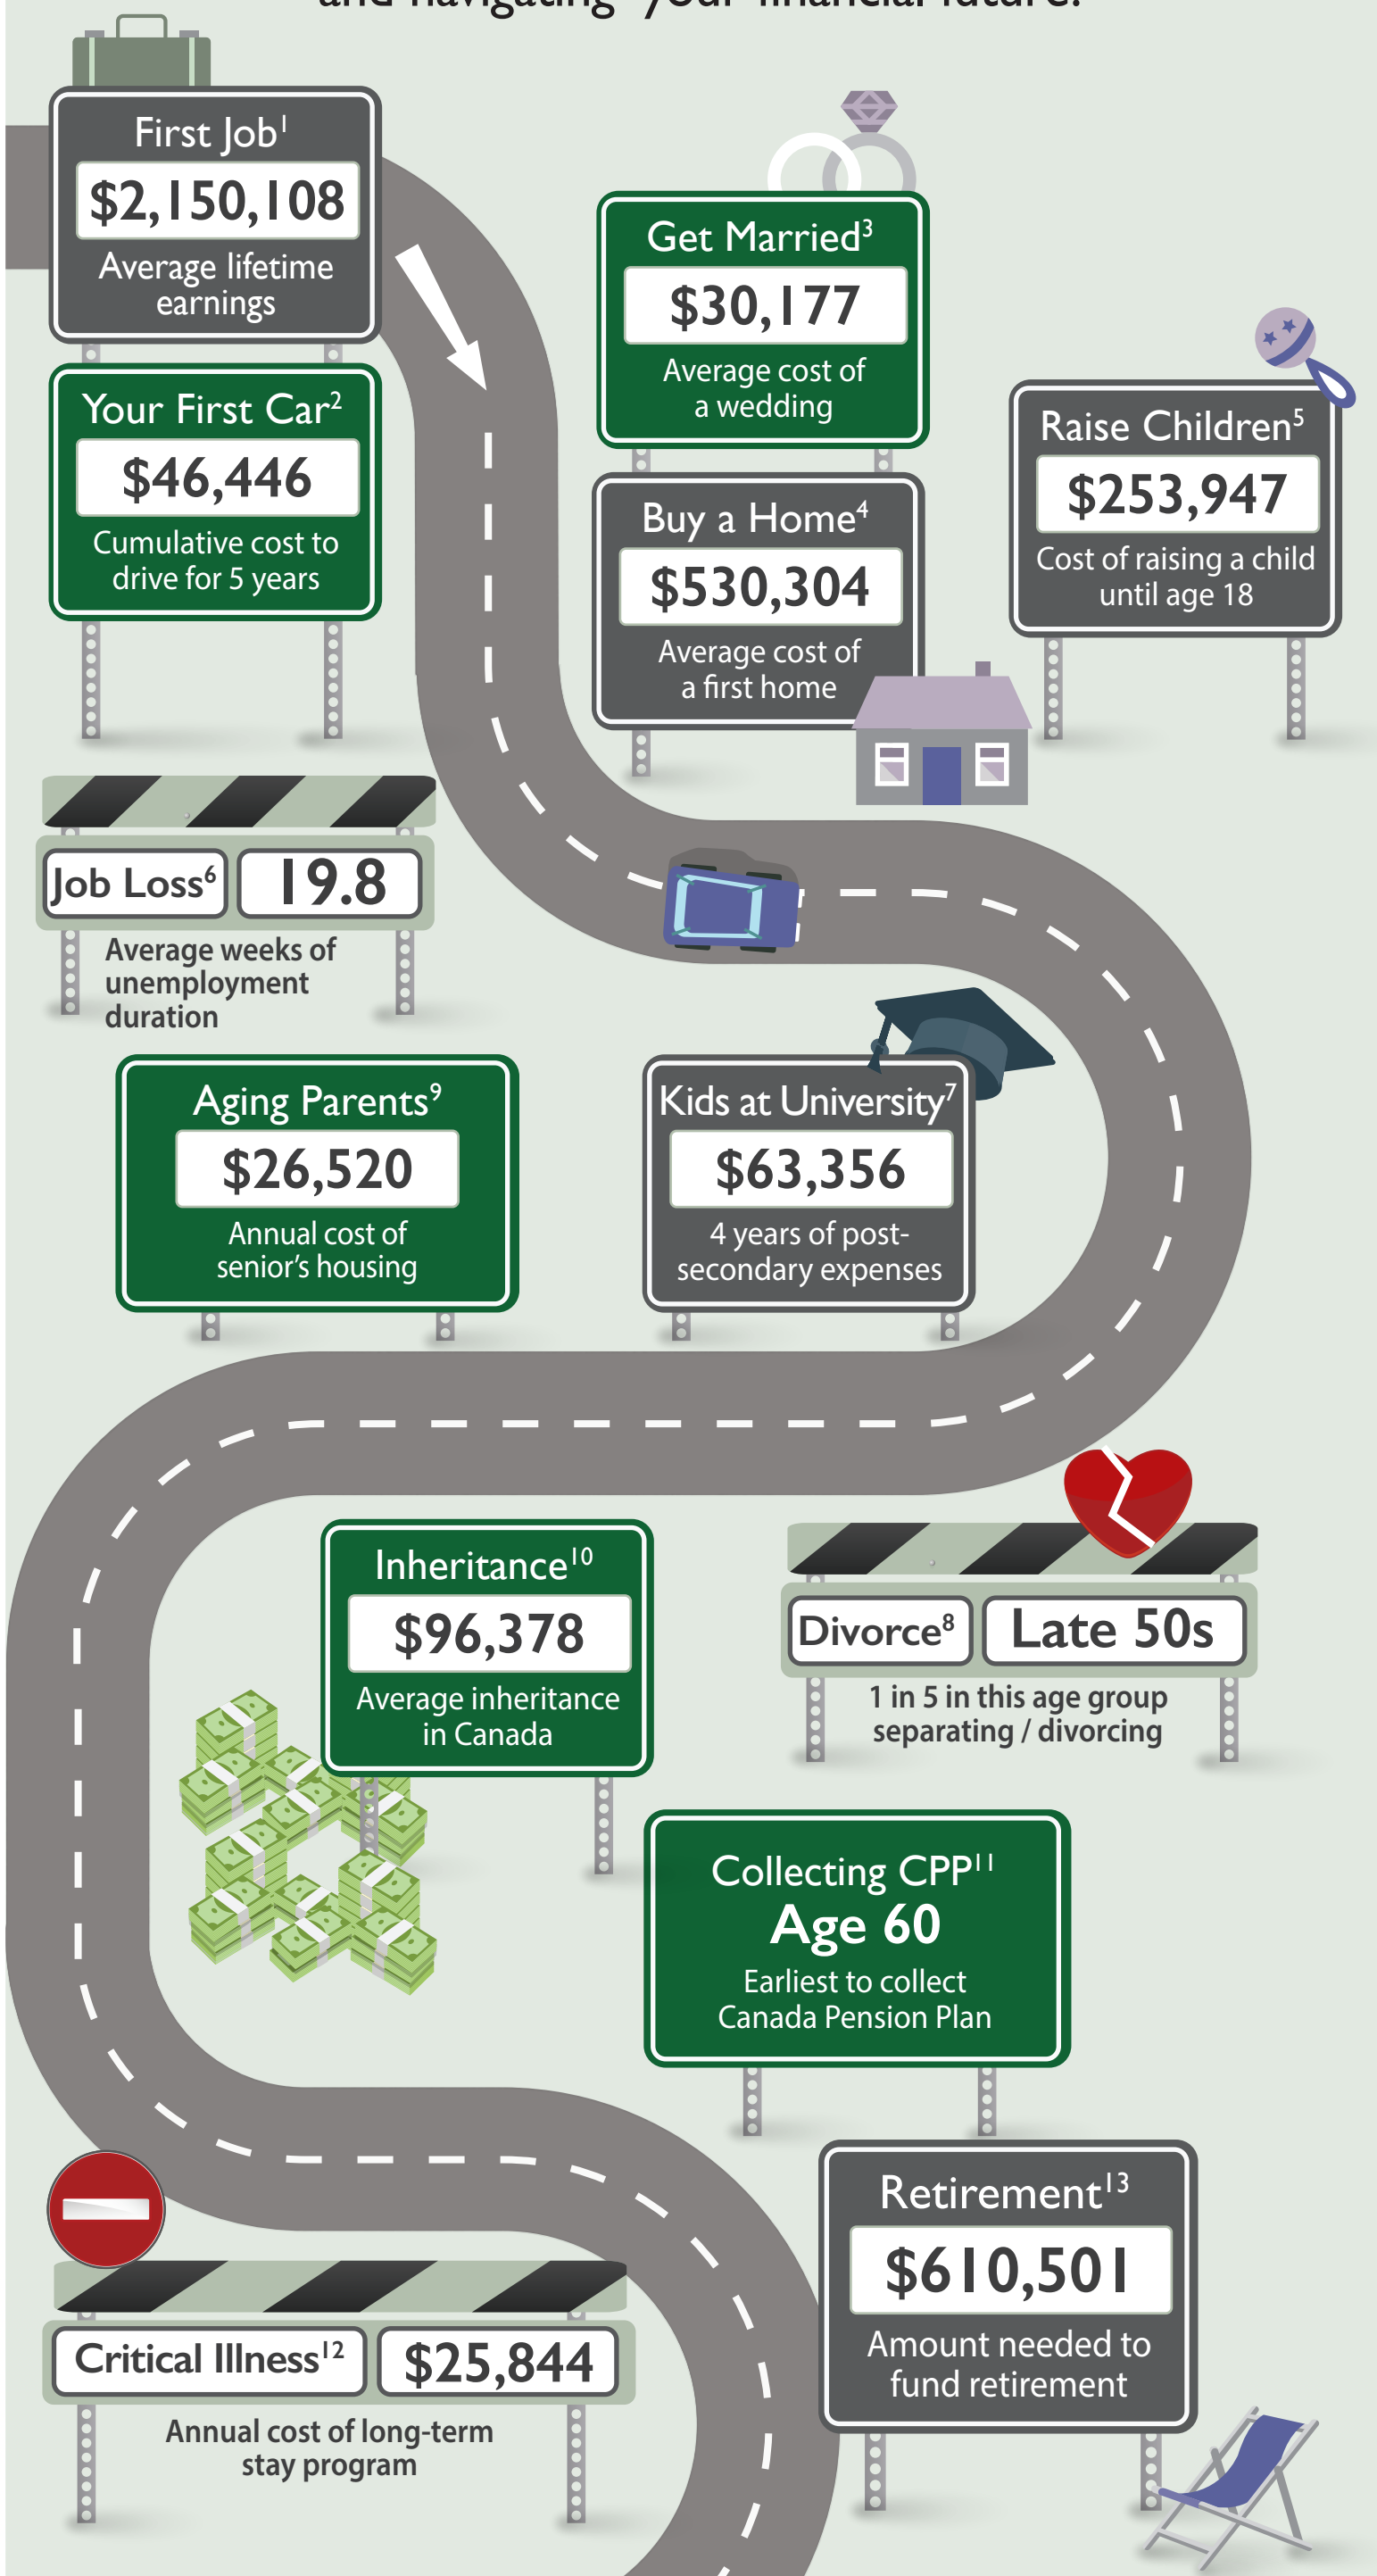 and navigating your financial future.
First Job1
$2,150,108
Average lifetime
earnings
Your First Car2
$46,446
Cumulative cost to
drive for 5 years
Get Married3
$30,177
Average cost of
a wedding
Buy a Home4
$530,304
Average cost of
a first home
Raise Children5
$253,947
Cost of raising a child
until age 18
Job Loss6 19.8
Average weeks of
unemployment
duration
Aging Parents9
$26,520
Annual cost of
senior’s housing
Kids at University7
$63,356
4 years of post-
secondary expenses
Inheritance10
$96,378
Average inheritance
in Canada
Divorce8 Late 50s
1 in 5 in this age group
separating / divorcing
Collecting CPP11
Age 60
Earliest to collect
Canada Pension Plan
Retirement13
$610,501
Amount needed to
fund retirement
Critical Illness12 $25,844
Annual cost of long-term
stay program